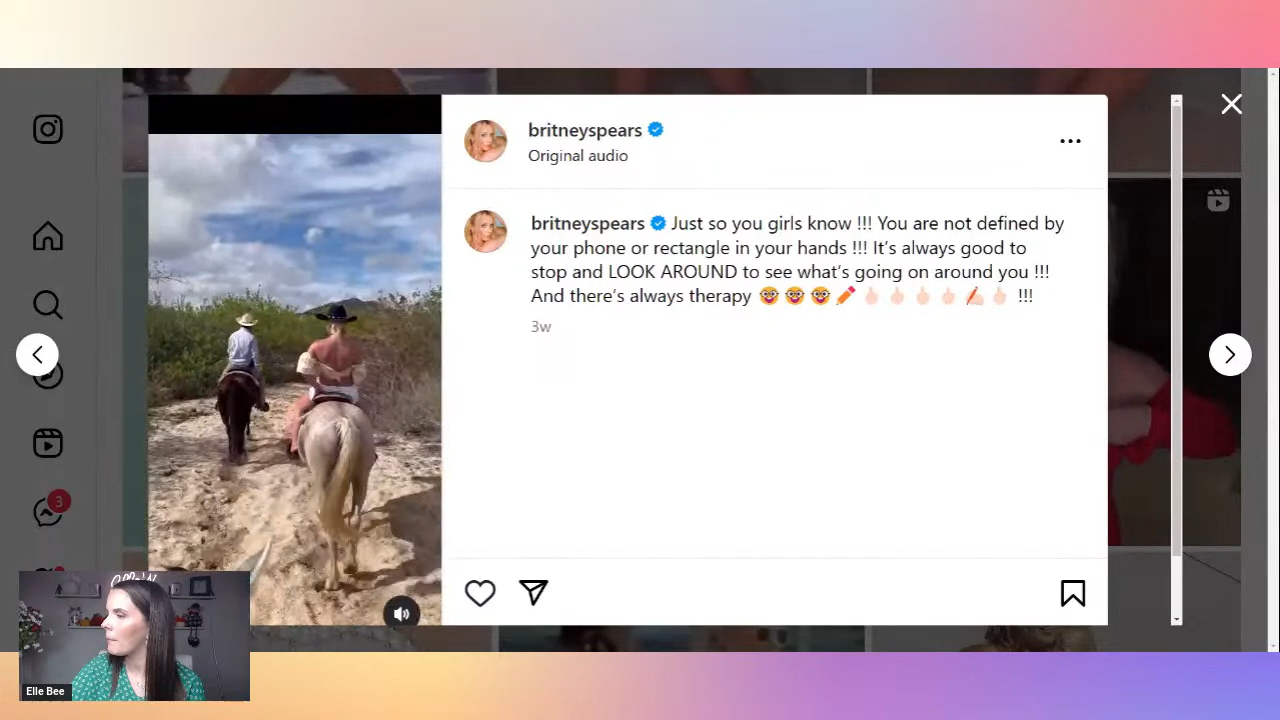 britneyspears
Original audio
britneyspears Just so you girls know !!! You are not defined by
your phone or rectangle in your hands !!! It’s always good to
stop and LOOK AROUND to see what’s going on around you !!!
And there’s always therapy 🤓 🤓 🤓 ✏️ 👆🏻 👆🏻 👆🏻 👆🏻 ✍🏻 👆🏻 !!!
3w
3
Elle Bee